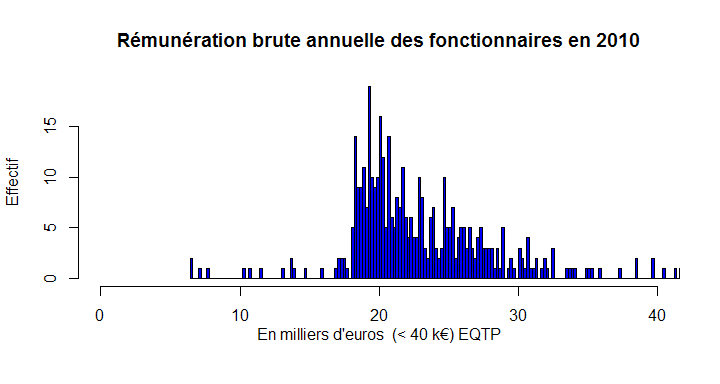 Rémunération brute annuelle des fonctionnaires en 2010
Effectif
15
10
5
0
0 10 20 30 40
En milliers d'euros (< 40 k€) EQTP